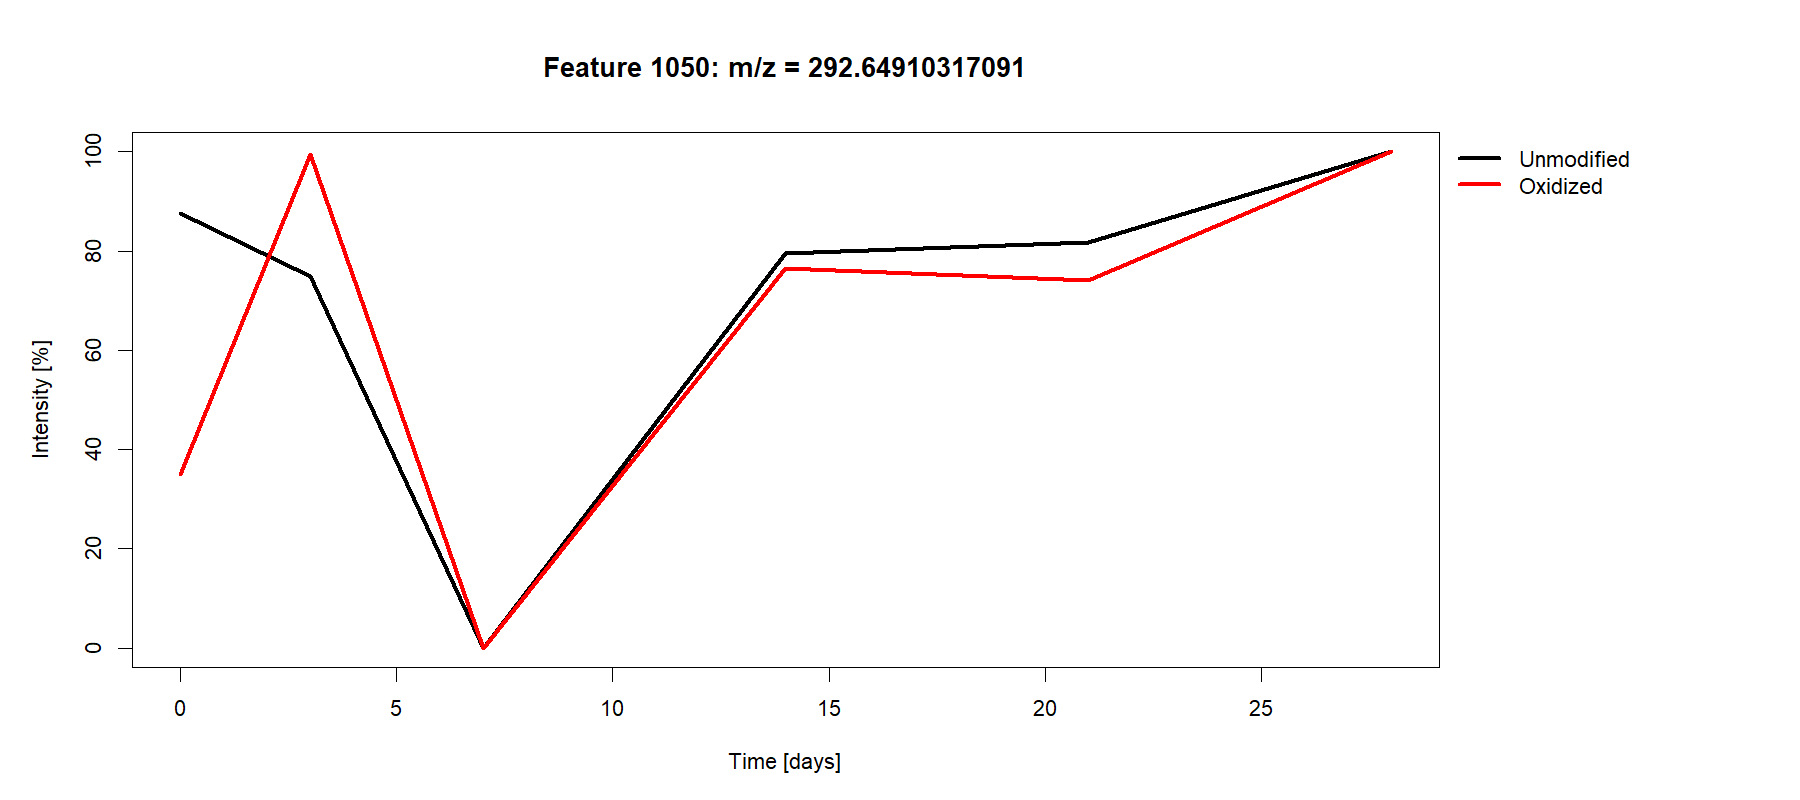 Feature 1050: m/z = 292.64910317091
Unmodified
Oxidized
Intensity [%]
100
80
60
40
20
0
0 5 10 15 20 25
Time [days]